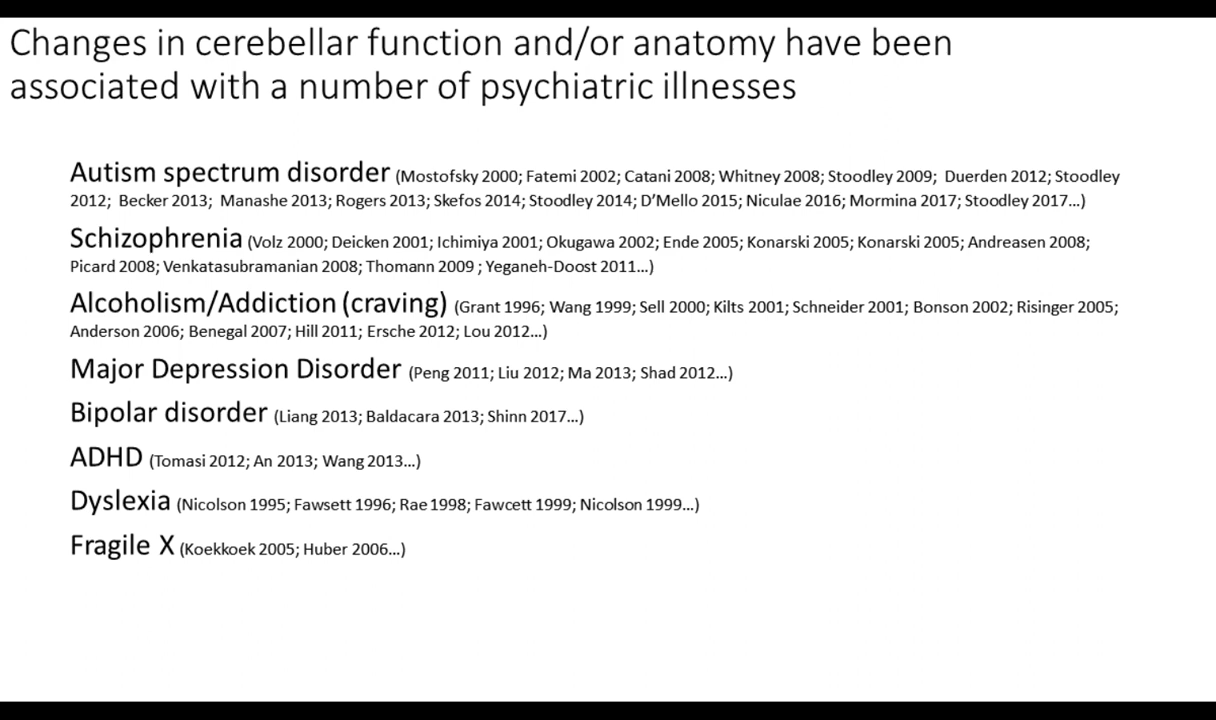 Changes in cerebellar function and/or anatomy have been
associated with a number of psychiatric illnesses
Autism spectrum disorder (Mostofsky 2000; Fatemi 2002; Catani 2008; Whitney 2008; Stoodley 2009; Duerden 2012; Stoodley
2012; Becker 2013; Manashe 2013; Rogers 2013; Skefos 2014; Stoodley 2014; D’Mello 2015; Niculae 2016; Mormina 2017; Stoodley 2017…)
Schizophrenia (Volz 2000; Deicken 2001; Ichimiya 2001; Okugawa 2002; Ende 2005; Konarski 2005; Konarski 2005; Andreasen 2008;
Picard 2008; Venkatasubramanian 2008; Thomann 2009 ; Yeganeh-Doost 2011…)
Alcoholism/Addiction (craving) (Grant 1996; Wang 1999; Sell 2000; Kilts 2001; Schneider 2001; Bonson 2002; Risinger 2005;
Anderson 2006; Benegal 2007; Hill 2011; Ersche 2012; Lou 2012…)
Major Depression Disorder (Peng 2011; Liu 2012; Ma 2013; Shad 2012…)
Bipolar disorder (Liang 2013; Baldacara 2013; Shinn 2017…)
ADHD (Tomasi 2012; An 2013; Wang 2013…)
Dyslexia (Nicolson 1995; Fawsett 1996; Rae 1998; Fawcett 1999; Nicolson 1999…)
Fragile X (Koekkoek 2005; Huber 2006…)